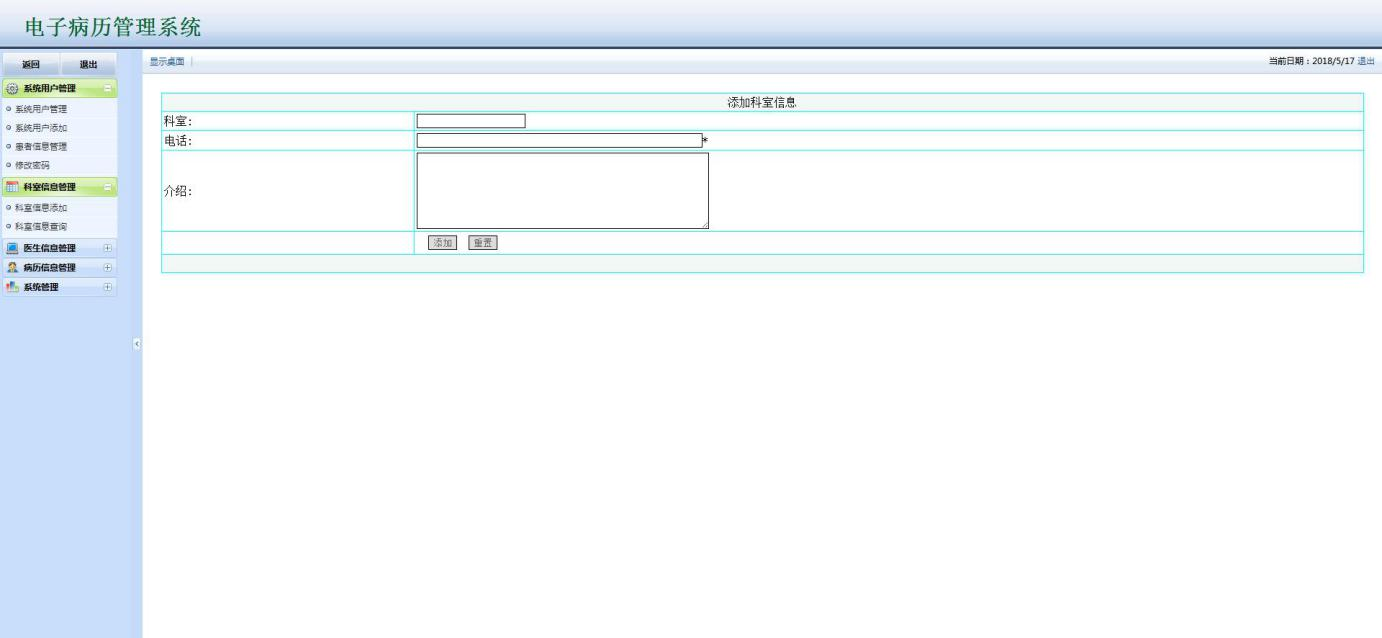 电子病历管理系统
返回 退出
显示桌面 |
当前日期：2018/5/17 退出
系统用户管理
系统用户管理
系统用户添加
患者信息管理
修改密码
科室信息管理
科室信息添加
科室信息查询
医生信息管理
病历信息管理
系统管理
添加科室信息
科室:
电话:
*
介绍:
添加 重置